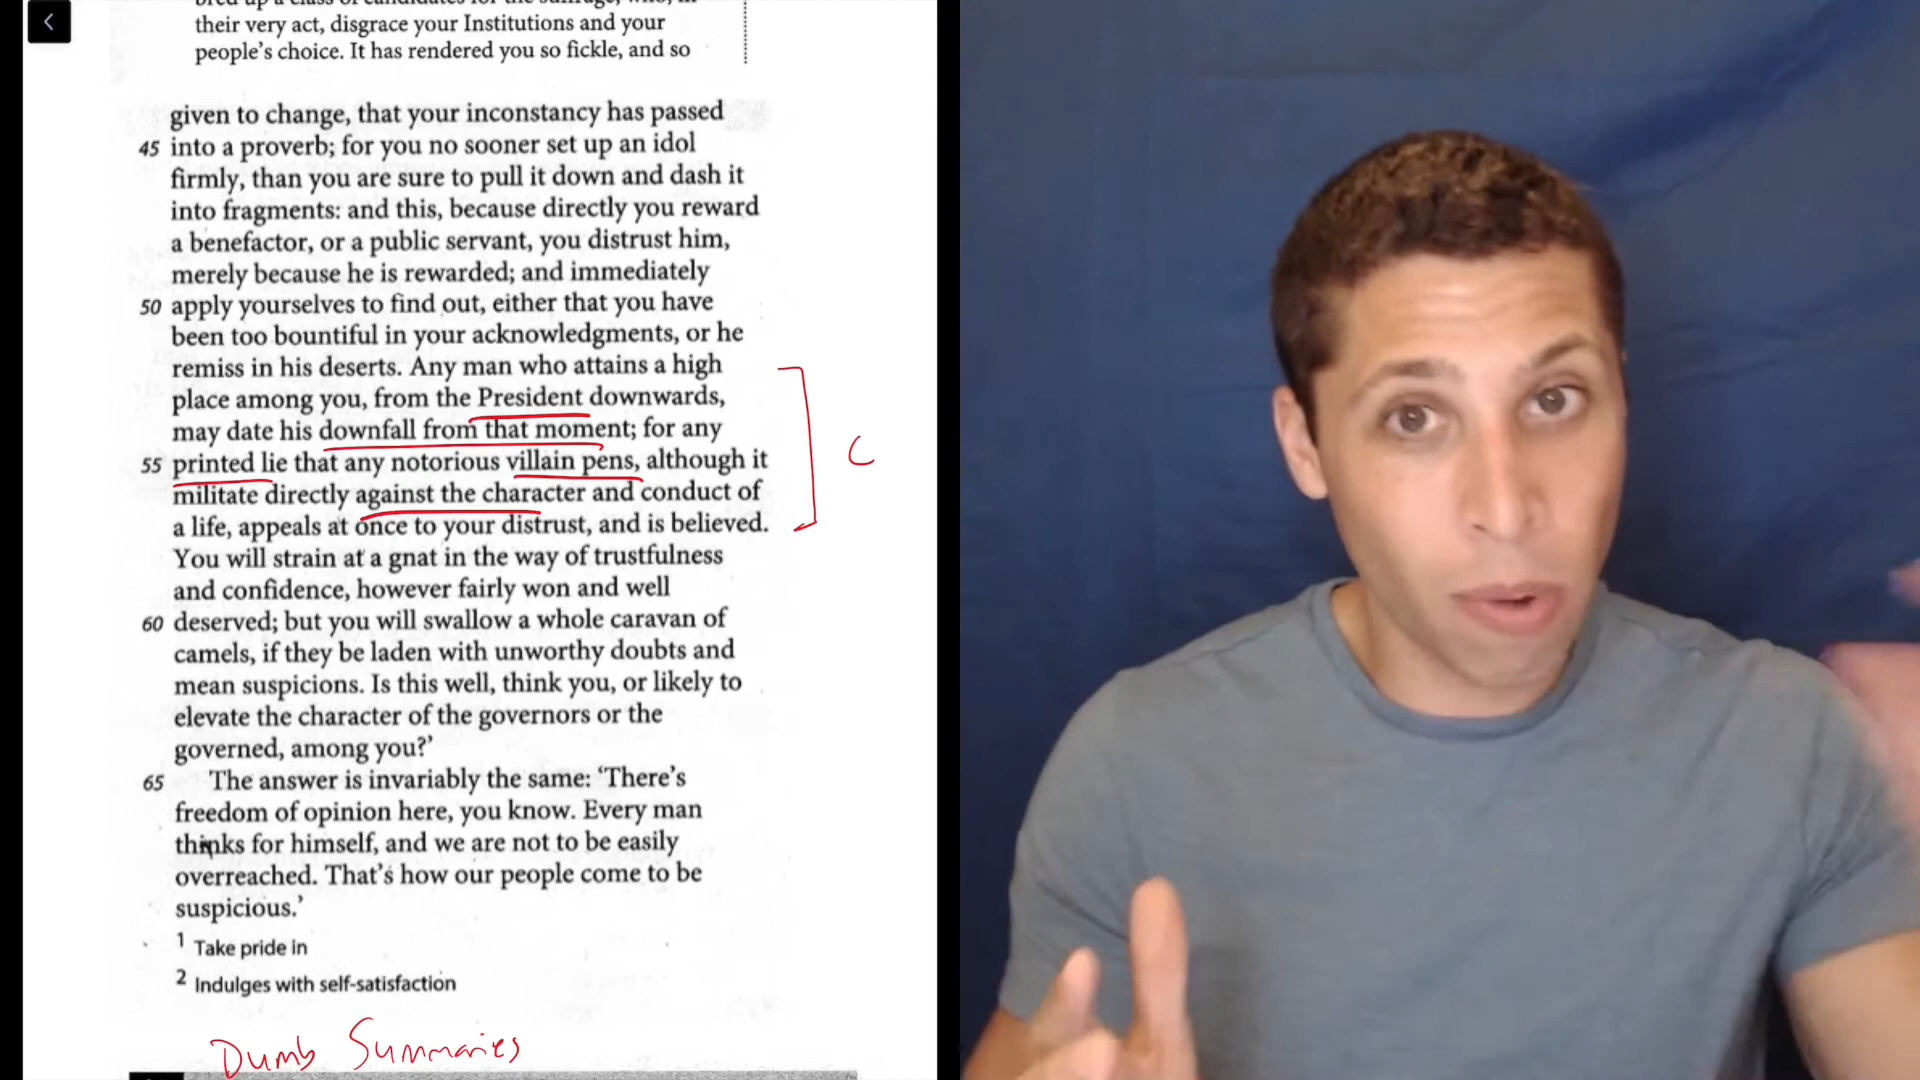 their very act, disgrace your Institutions and your
people's choice. It has rendered you so fickle, and so
given to change, that your inconstancy has passed
45 into a proverb; for you no sooner set up an idol
firmly, than you are sure to pull it down and dash it
into fragments: and this, because directly you reward
a benefactor, or a public servant, you distrust him,
merely because he is rewarded; and immediately
50 apply yourselves to find out, either that you have
been too bountiful in your acknowledgments, or he
remiss in his deserts. Any man who attains a high
place among you, from the President downwards,
may date his downfall from that moment; for any
55 printed lie that any notorious villain pens, although it
militate directly against the character and conduct of
a life, appeals at once to your distrust, and is believed.
You will strain at a gnat in the way of trustfulness
and confidence, however fairly won and well
60 deserved; but you will swallow a whole caravan of
camels, if they be laden with unworthy doubts and
mean suspicions. Is this well, think you, or likely to
elevate the character of the governors or the
governed, among you?'
65 The answer is invariably the same: 'There's
freedom of opinion here, you know. Every man
thinks for himself, and we are not to be easily
overreached. That's how our people come to be
suspicious.'
1 Take pride in
2 Indulges with self-satisfaction
C
Dumb Summaries